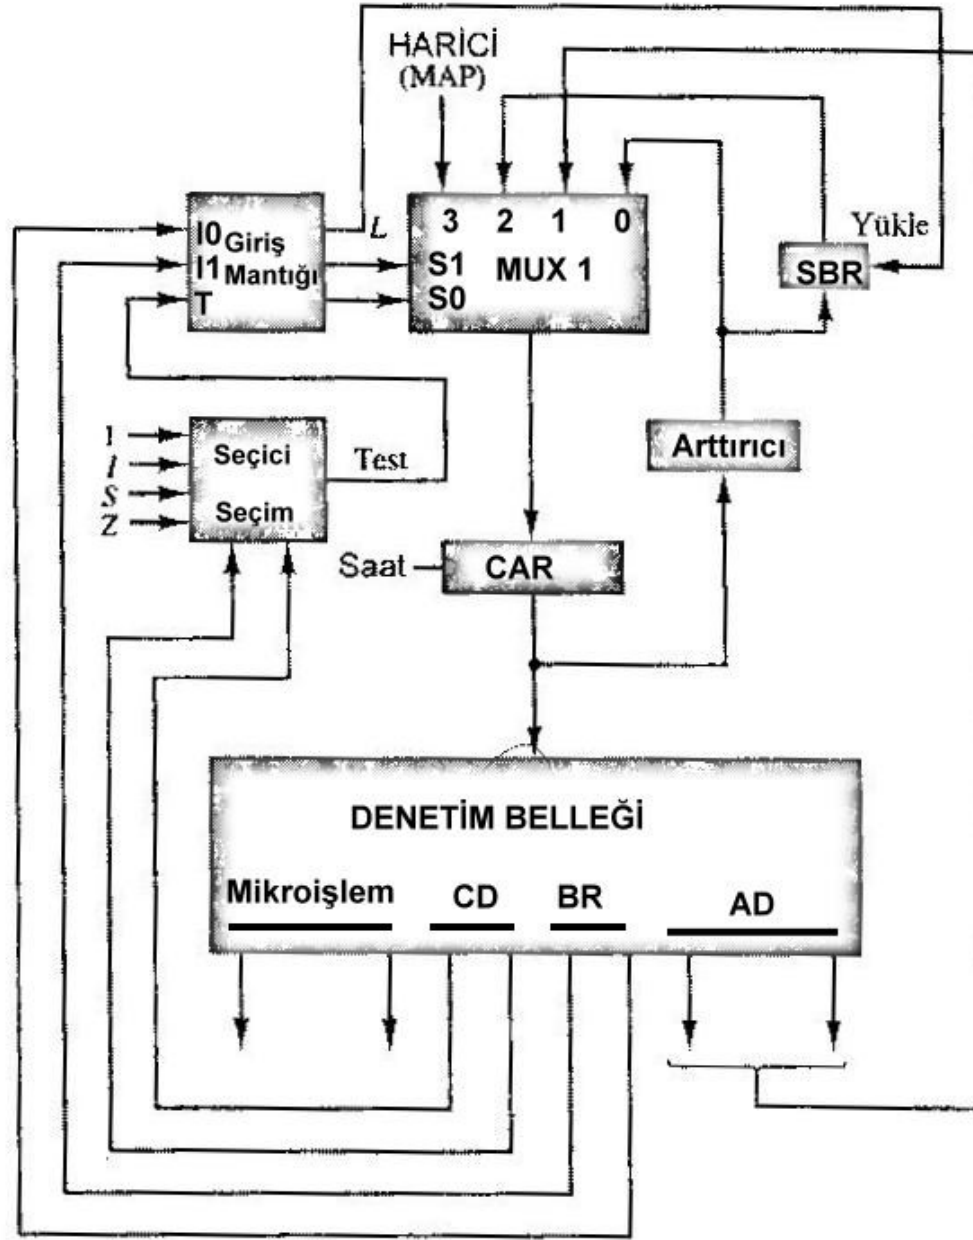 HARİCİ
(MAP)
L
3 2 1 0
Yükle
I0 Giriş
I1 Mantığı
T
S1
S0
MUX 1
SBR
1
I
S
Z
Seçici
Seçim
Test
Arttırıcı
Saat
CAR
DENETİM BELLEĞİ
Mikroişlem
CD
BR
AD